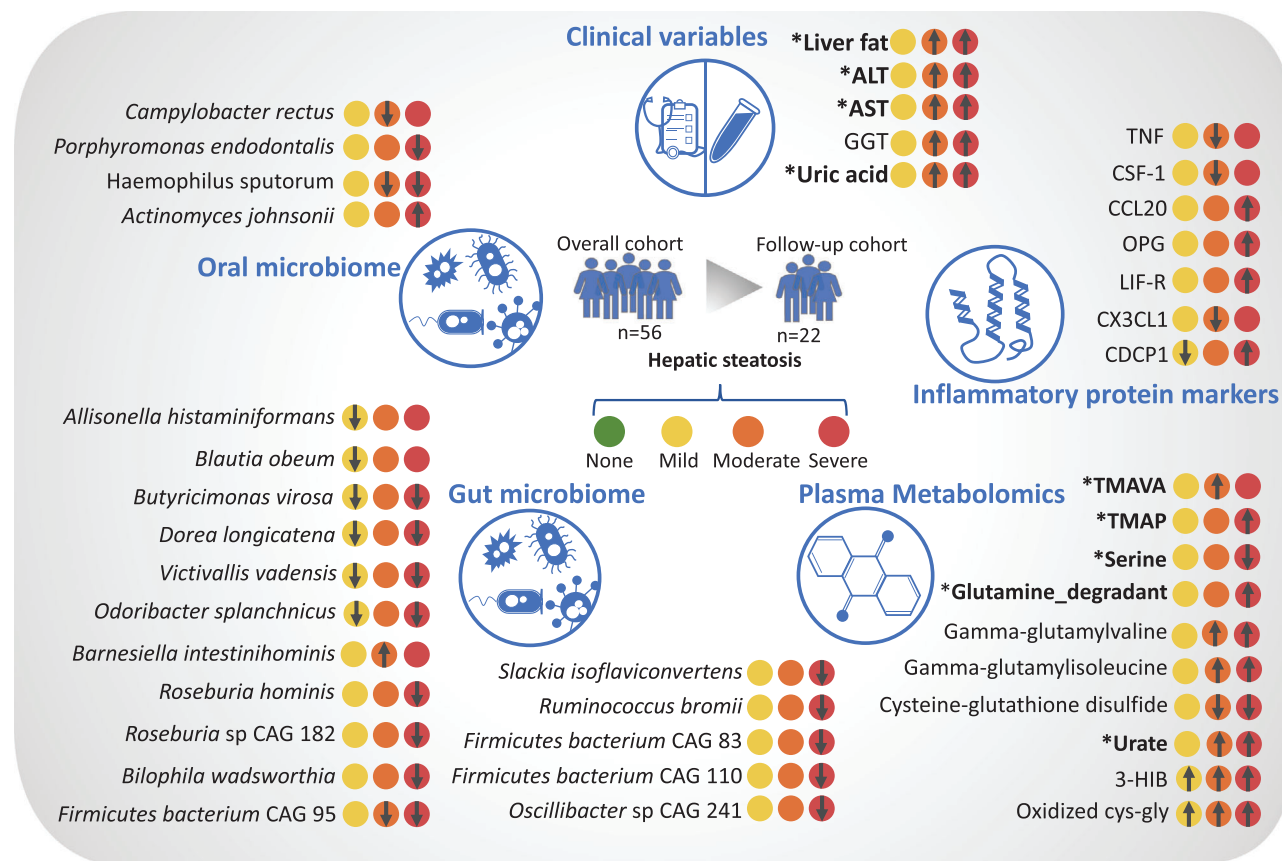 Clinical variables
*Liver fat
*ALT
*AST
GGT
*Uric acid
Campylobacter rectus
Porphyromonas endodontalis
Haemophilus sputorum
Actinomyces johnsonii
Oral microbiome
Overall cohort
n=56
Follow-up cohort
n=22
Hepatic steatosis
None
Mild
Moderate
Severe
TNF
CSF-1
CCL20
OPG
LIF-R
CX3CL1
CDCP1
Inflammatory protein markers
Allisonella histaminiformans
Blautia obeum
Butyricimonas virosa
Dorea longicatena
Victivallis vadensis
Odoribacter splanchnicus
Barnesiella intestinihominis
Roseburia hominis
Roseburia sp CAG 182
Bilophila wadsworthia
Firmicutes bacterium CAG 95
Gut microbiome
Slackia isoflaviconvertens
Ruminococcus bromii
Firmicutes bacterium CAG 83
Firmicutes bacterium CAG 110
Oscillibacter sp CAG 241
Plasma Metabolomics
*TMAVA
*TMAP
*Serine
*Glutamine_degradant
Gamma-glutamylvaline
Gamma-glutamylisoleucine
Cysteine-glutathione disulfide
*Urate
3-HIB
Oxidized cys-gly